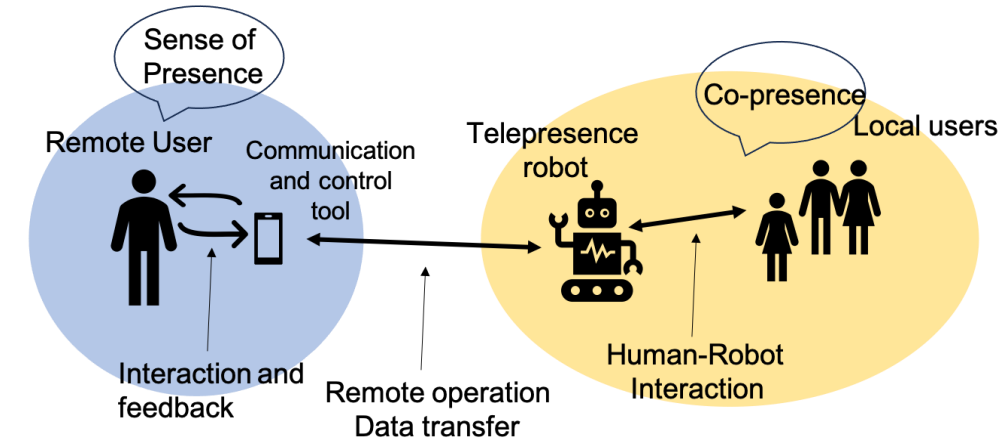 Sense of
Presence
Remote User
Communication
and control
tool
Interaction and
feedback
Remote operation
Data transfer
Telepresence
robot
Co-presence
Local users
Human-Robot
Interaction